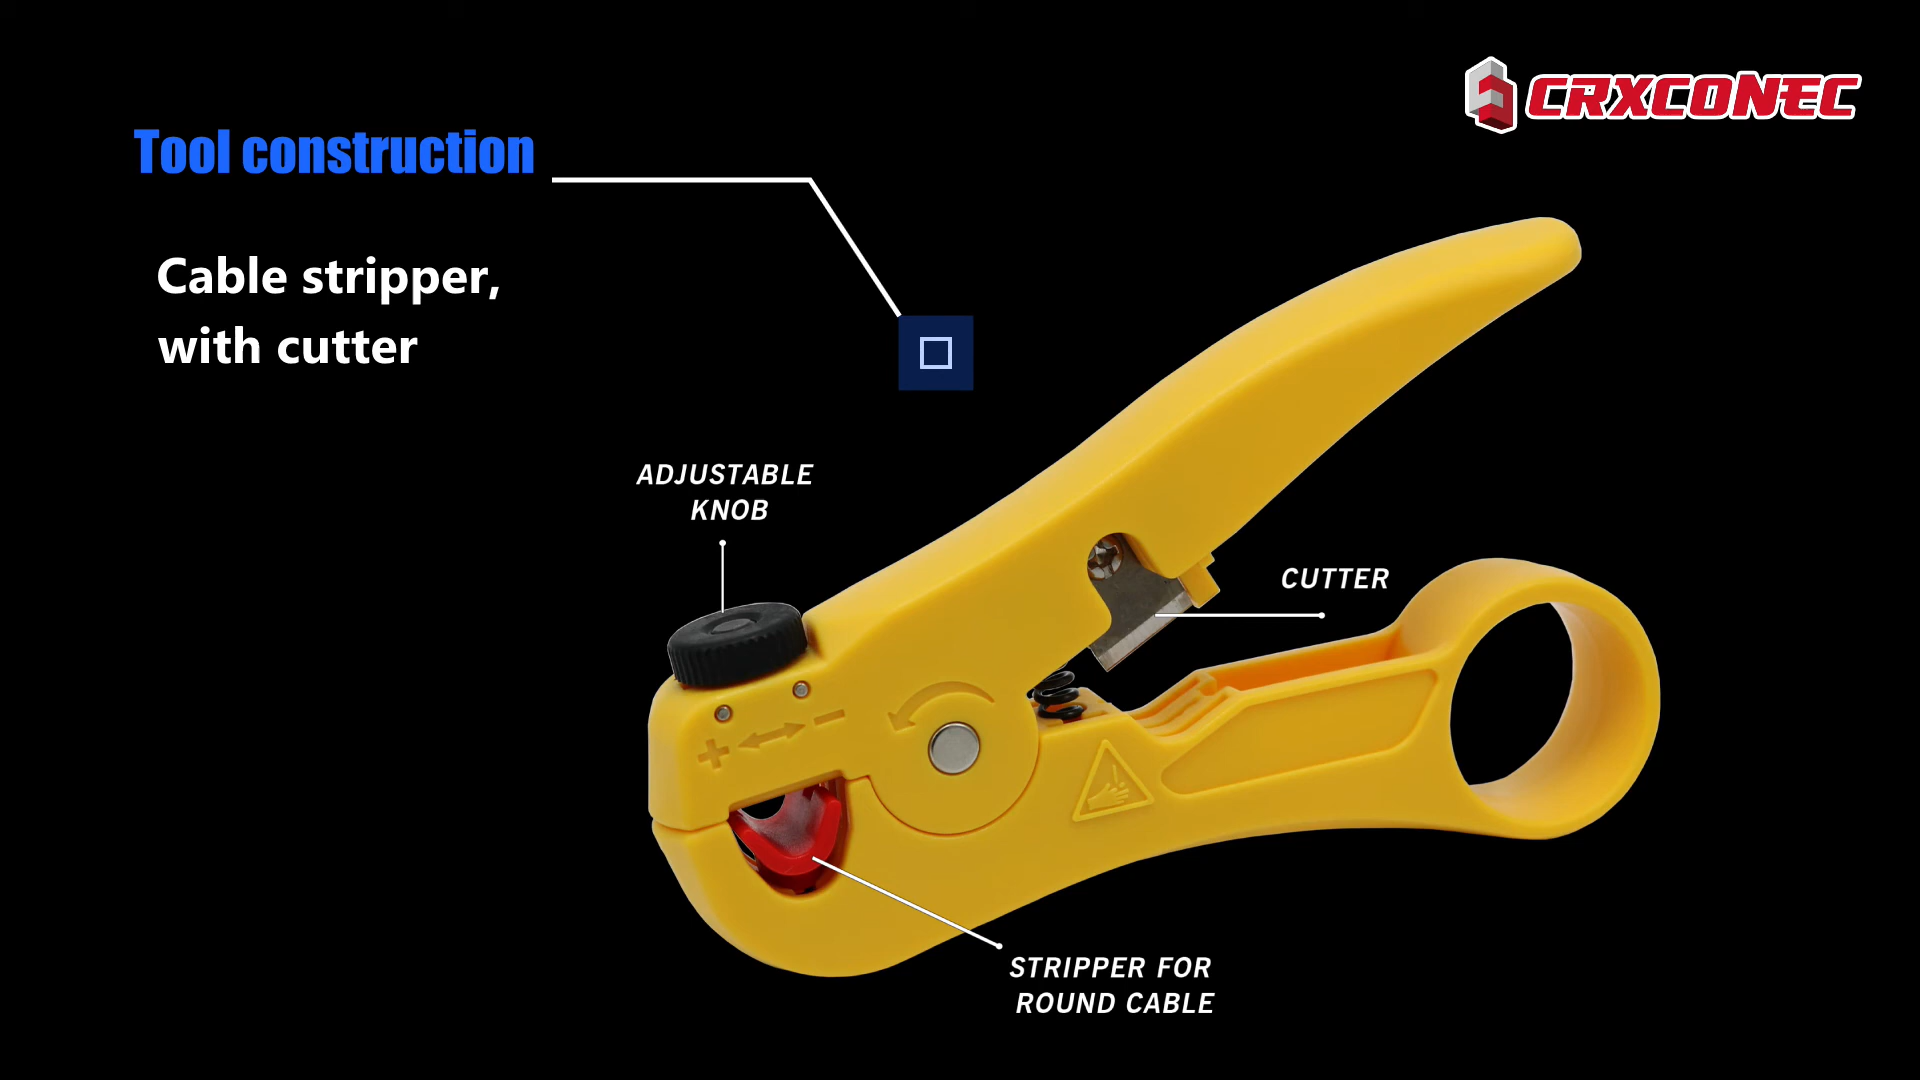 CRXCONEC
Tool construction
Cable stripper,
with cutter
ADJUSTABLE
KNOB
CUTTER
+ −
STRIPPER FOR
ROUND CABLE